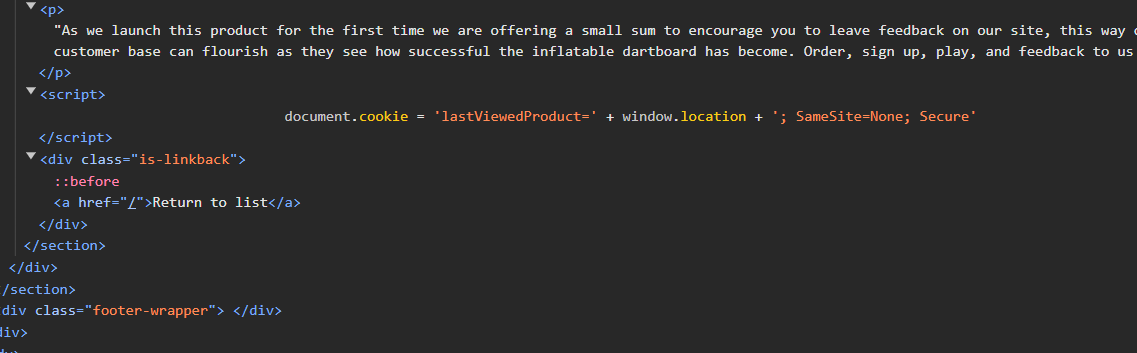 <p>
"As we launch this product for the first time we are offering a small sum to encourage you to leave feedback on our site, this way
customer base can flourish as they see how successful the inflatable dartboard has become. Order, sign up, play, and feedback to us
</p>
<script>
document.cookie = 'lastViewedProduct=' + window.location + '; SameSite=None; Secure'
</script>
<div class="is-linkback">
::before
<a href="/">Return to list</a>
</div>
</section>
</div>
/section>
div class="footer-wrapper"> </div>
div>